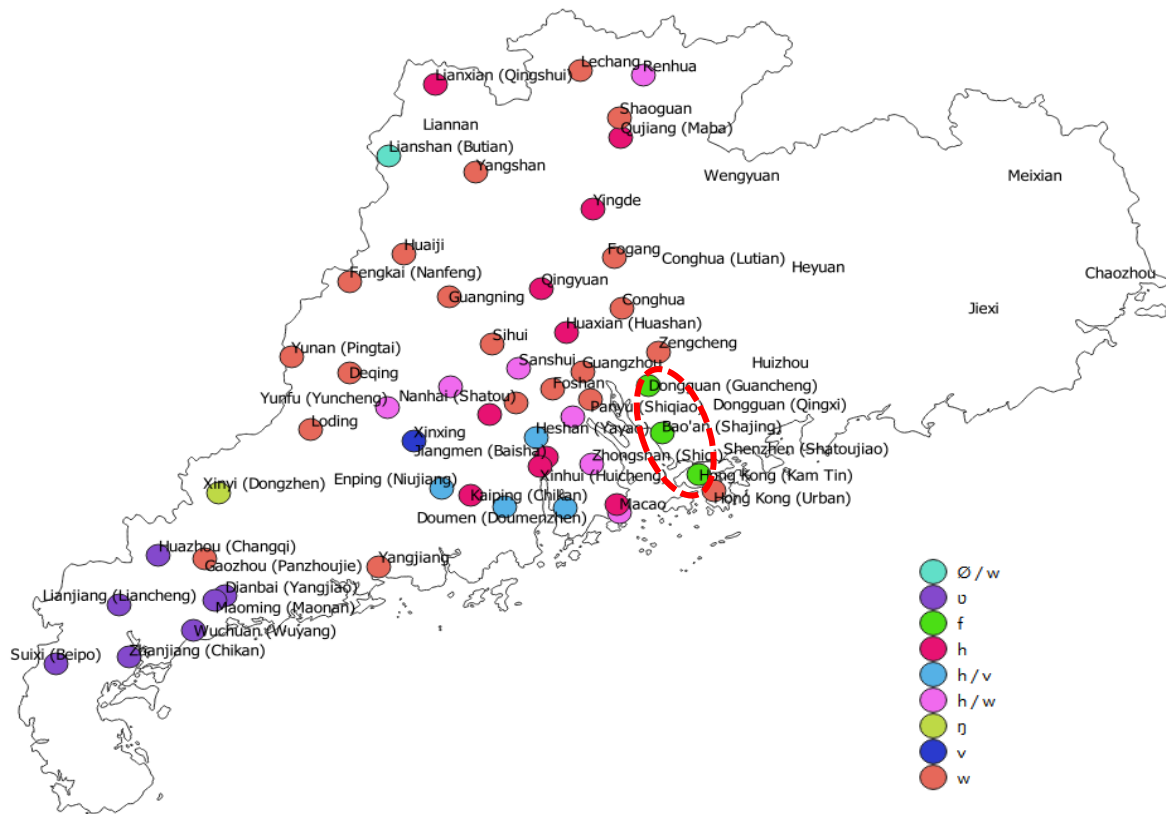 Lechang
Renhua
Lianxian (Qingshui)
Shaoguan
Liannan
Qujiang (Maba)
Lianshan (Butian)
Yangshan
Wengyuan
Meixian
Yingde
Huaiji
Fogang
Conghua (Lutian)
Heyuan
Fengkai (Nanfeng)
Qingyuan
Chaozhou
Guangning
Conghua
Jiexi
Huaxian (Huashan)
Sihui
Zengcheng
Yunan (Pingtai)
Sanshui
Guangzhou
Huizhou
Deqing
Dongguan (Guancheng)
Yunfu (Yuncheng)
Nanhai (Shatou)
Foshan
Panyu (Shiqiao)
Dongguan (Qingxi)
Loding
Heshan (Yayao)
Bao'an (Shajing)
Xinxing
Jiangmen (Baisha)
Zhongshan (Shiqi)
Shenzhen (Shatoujiao)
Xinyi (Dongzhen)
Enping (Niujiang)
Xinhui (Huicheng)
Hong Kong (Kam Tin)
Kaiping (Chikan)
Macao
Hong Kong (Urban)
Doumen (Doumenzhen)
Huazhou (Changqi)
Gaozhou (Panzhoujie)
Yangjiang
Dianbai (Yangjiao)
Lianjiang (Liancheng)
Maoming (Maonan)
Wuchuan (Wuyang)
Suixi (Beipo)
Zhanjiang (Chikan)
Ø / w
ʋ
f
h
h / v
h / w
ŋ
v
w